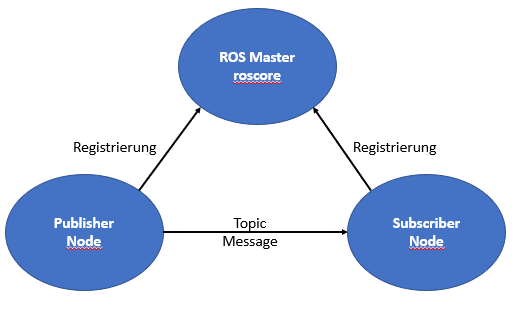 ROS Master
roscore
Registrierung
Registrierung
Publisher
Node
Topic
Message
Subscriber
Node